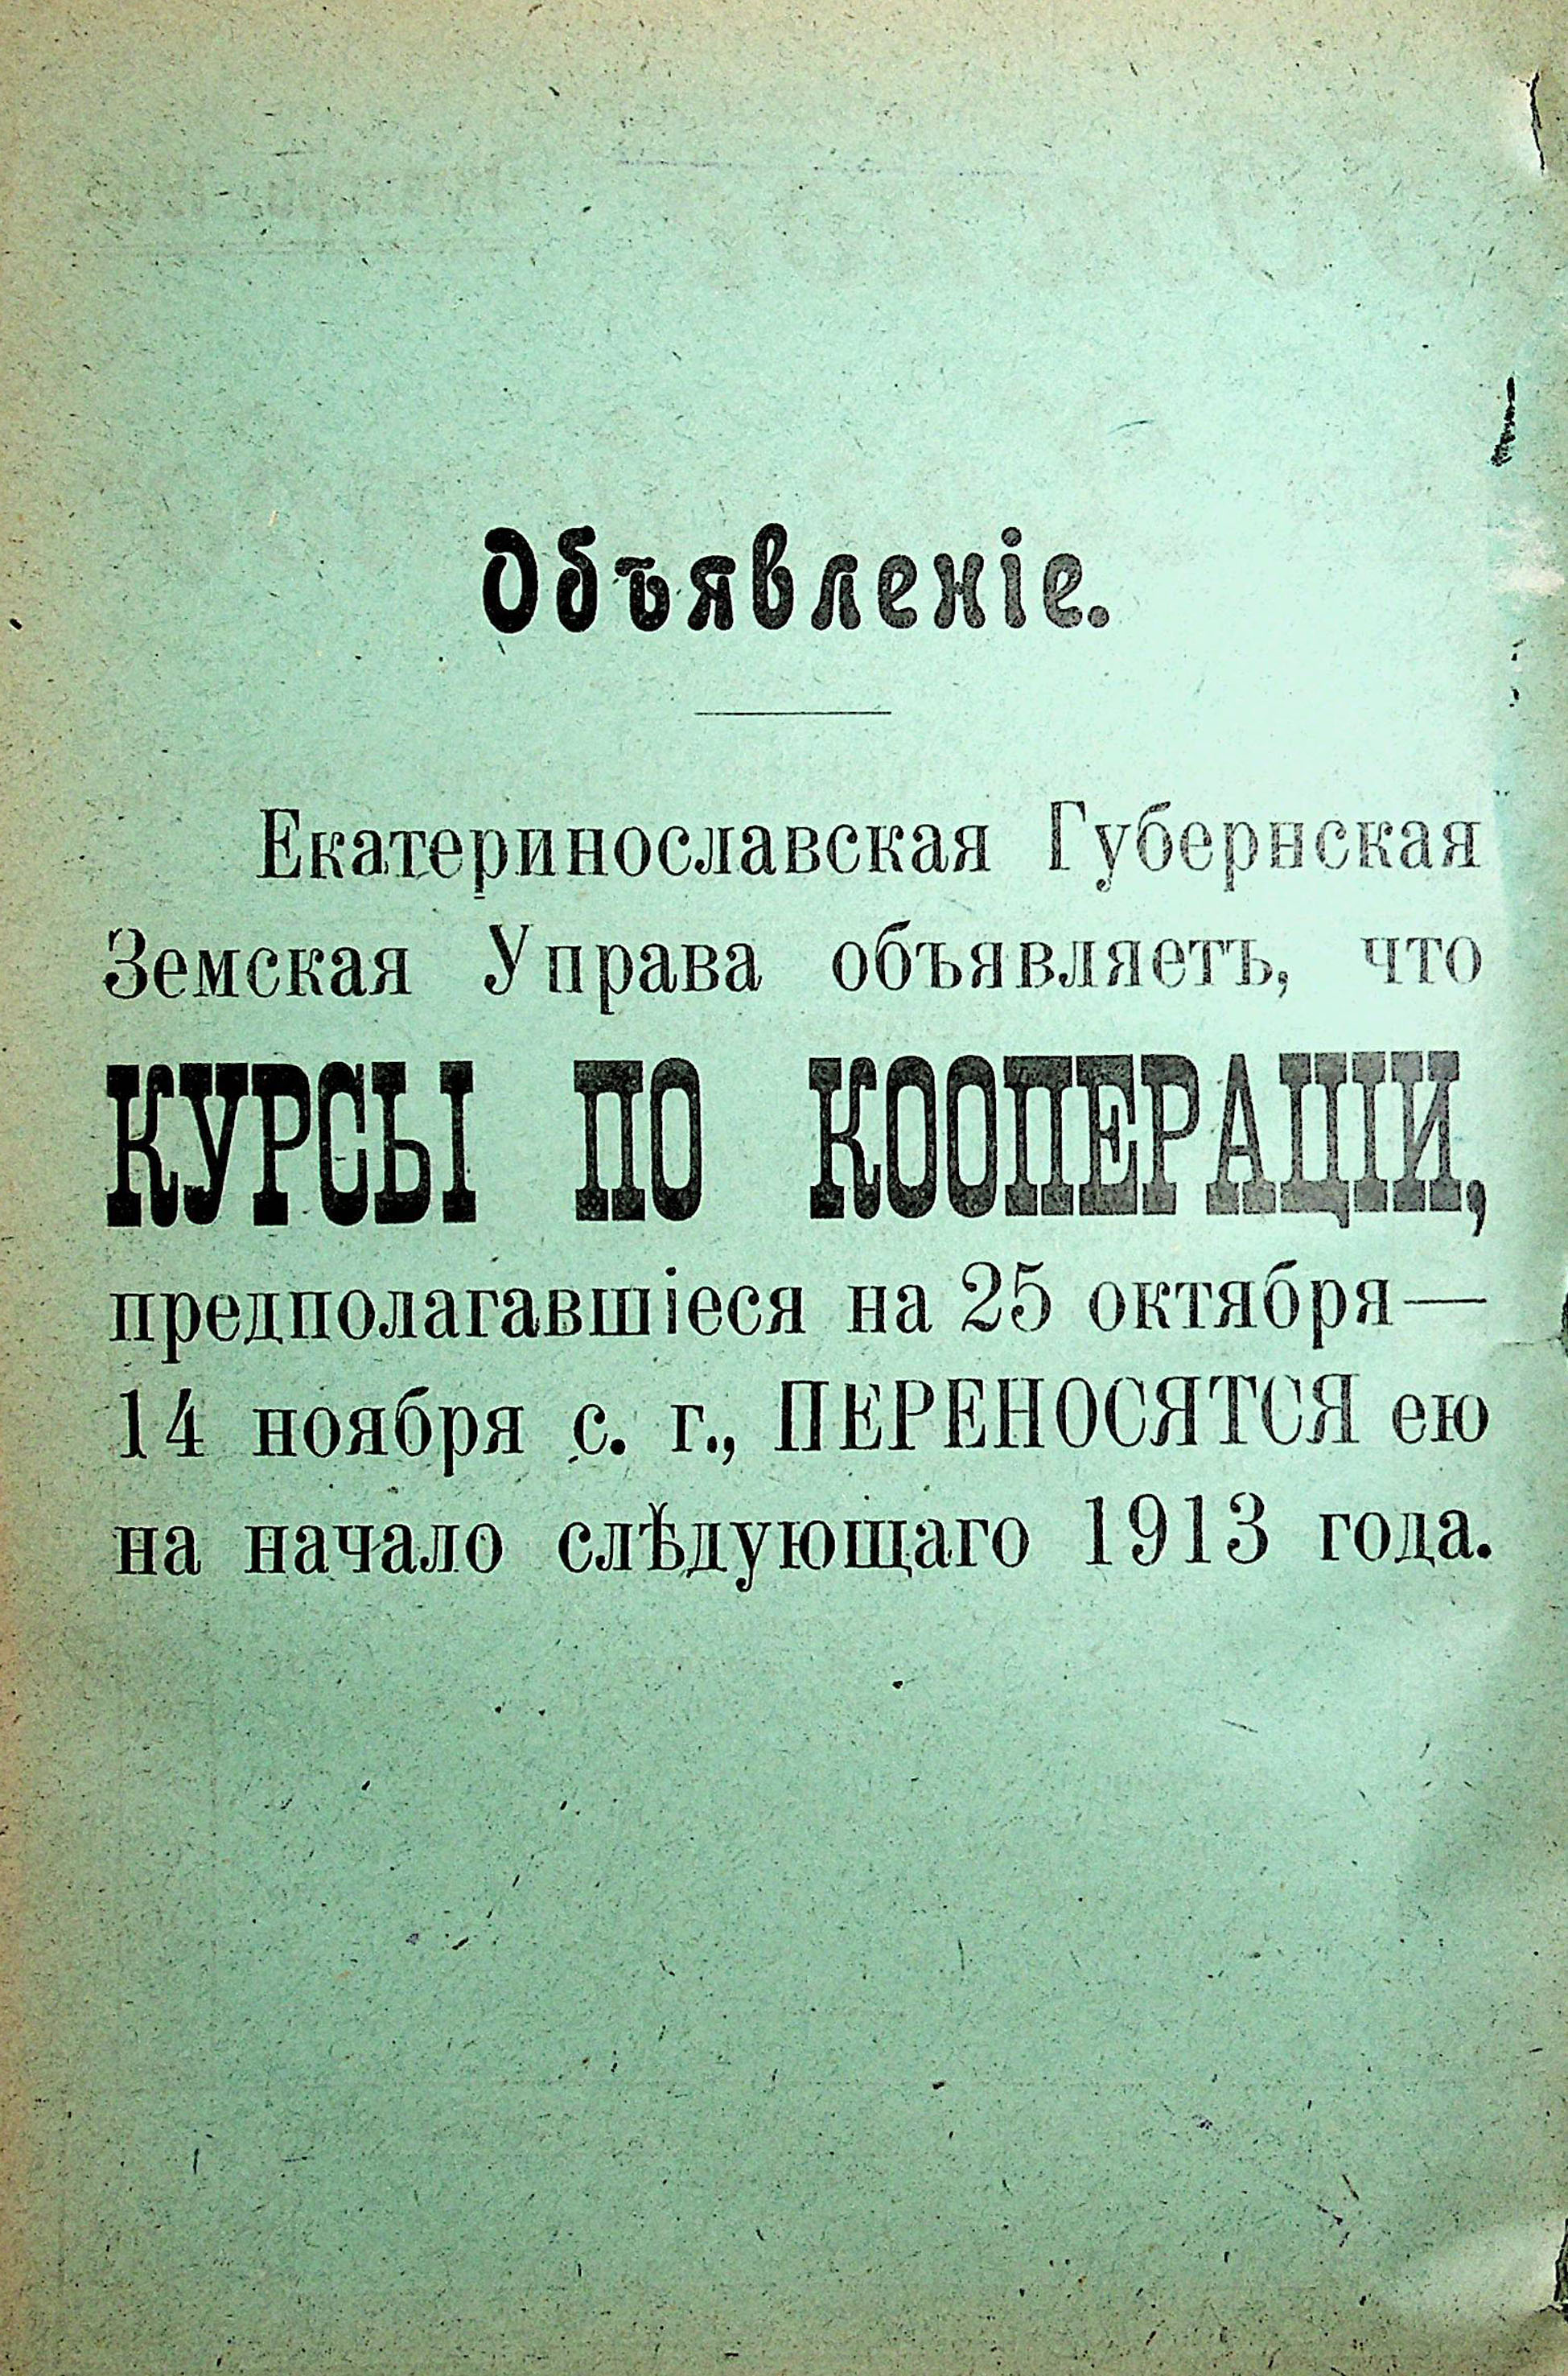 Объявленіе.
Екатеринославская Губернская
Земская Управа объявляетъ, что
КУРСЫ ПО КООПЕРАЦІИ,
предполагавшіеся на 25 октября—
14 ноября с. г., ПЕРЕНОСЯТСЯ ею
на начало слѣдующаго 1913 года.